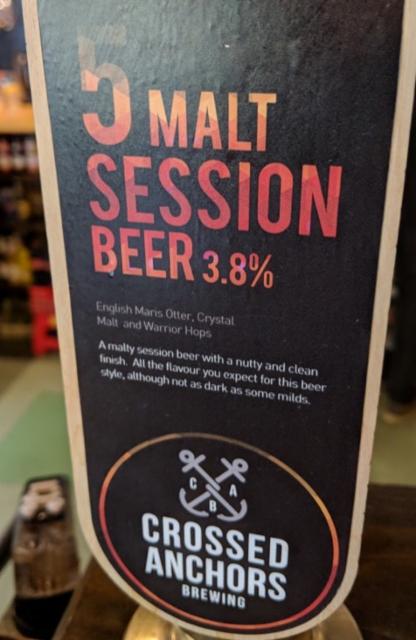 5 MALT
SESSION
BEER 3.8%
English Maris Otter, Crystal
Malt and Warrior Hops
A malty session beer with a nutty and clean
finish. All the flavour you expect for this beer
style, although not as dark as some milds.
C A
B
CROSSED
ANCHORS
BREWING